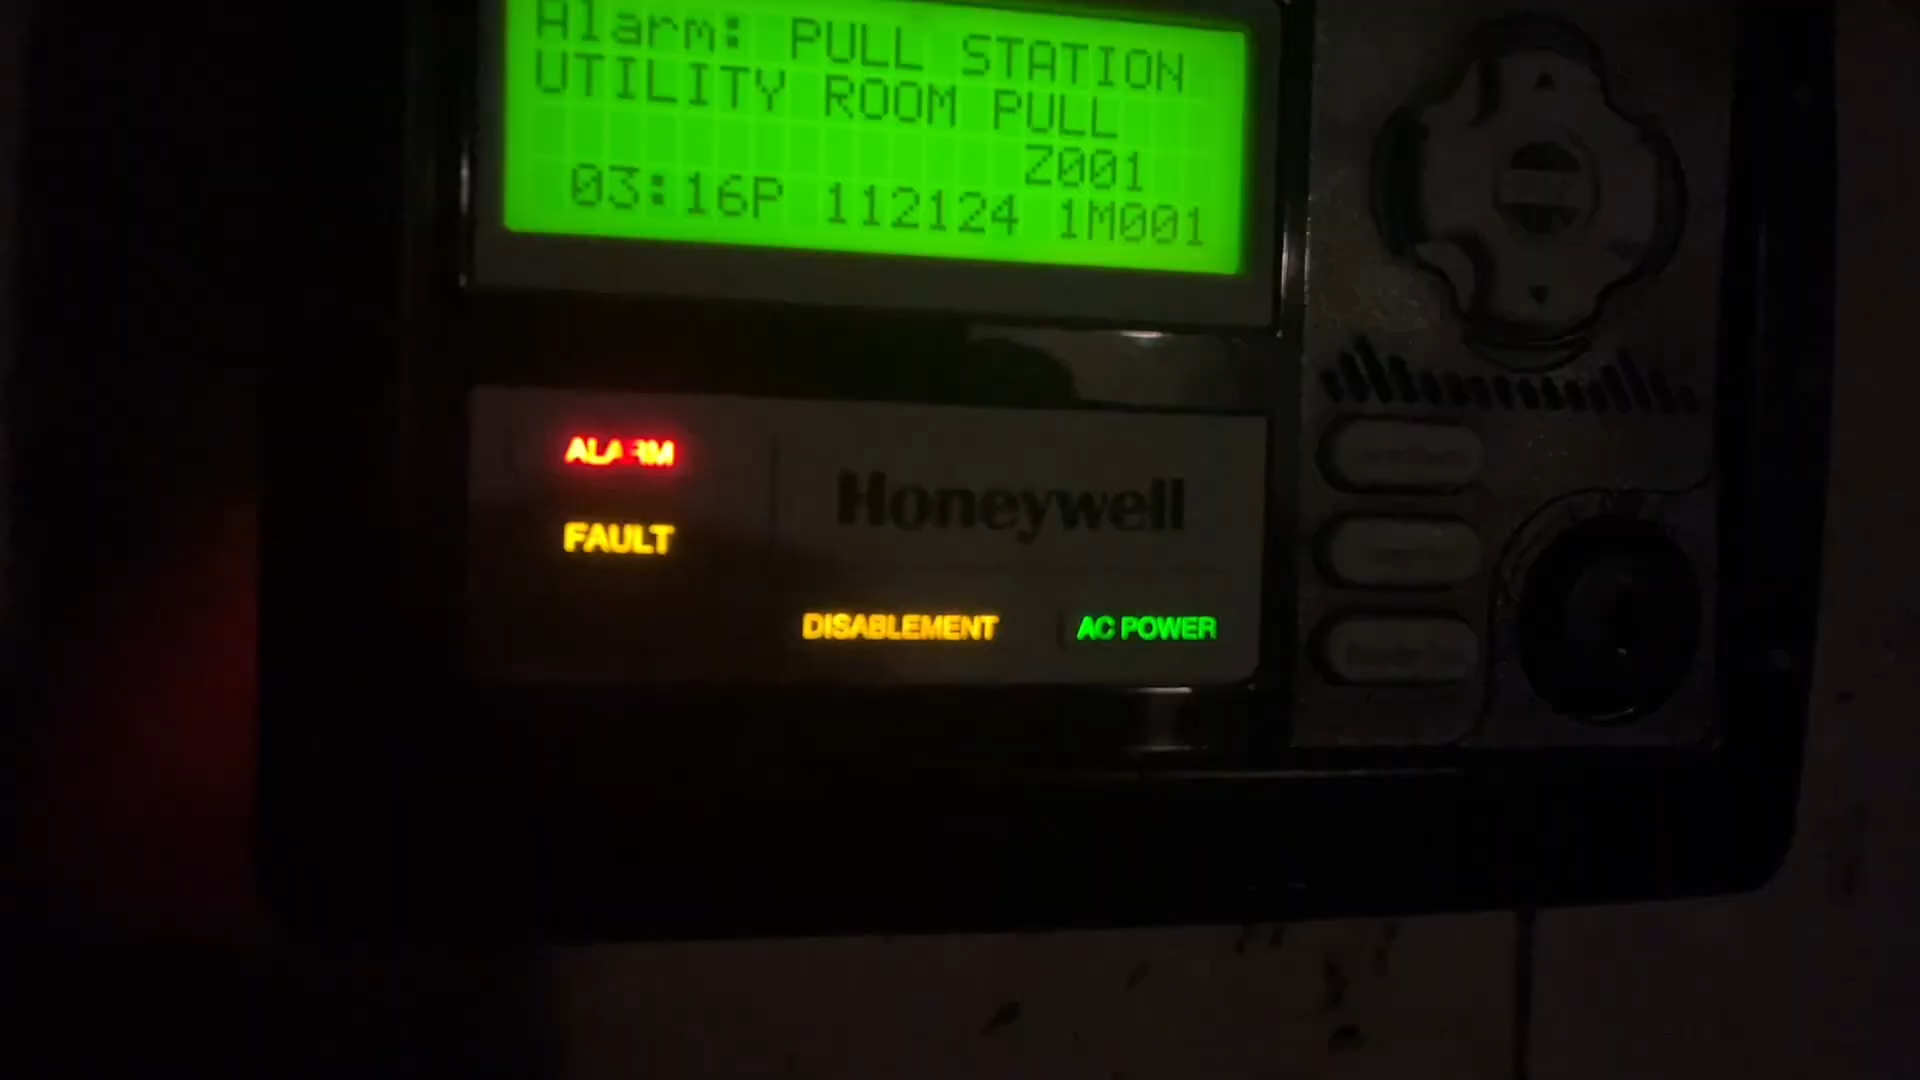 Alarm: PULL STATION
UTILITY ROOM PULL
Z001
03:16P 112124 1M001
ALARM
FAULT
Honeywell
DISABLEMENT
AC POWER